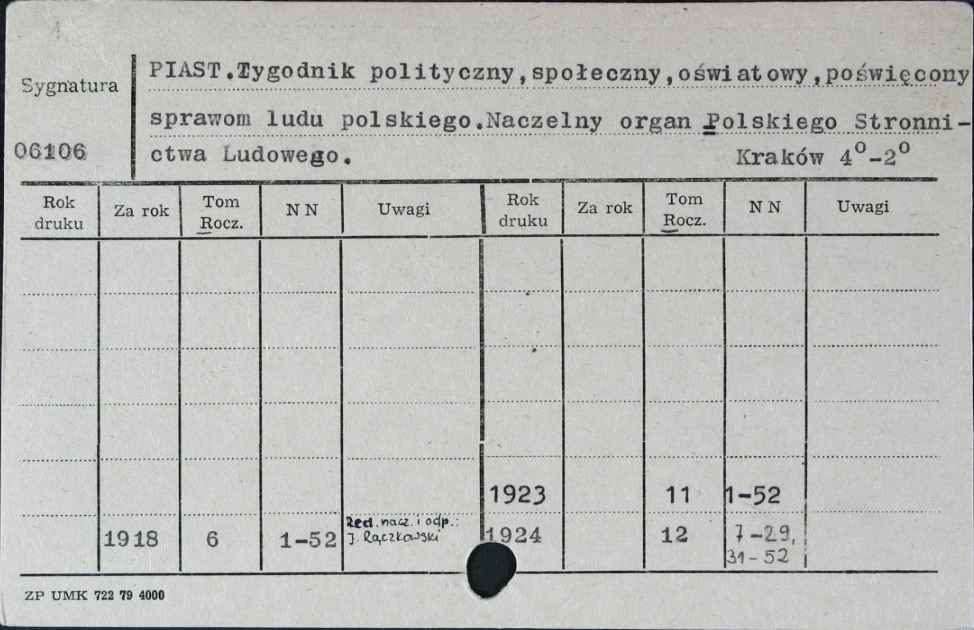 Sygnatura
06106
PIAST.Tygodnik polityczny,społeczny,oświatowy,poświęcony
sprawom ludu polskiego.Naczelny organ Polskiego Stronni-
ctwa Ludowego. Kraków 4°-2°
Rok druku Za rok Tom Rocz. N N Uwagi Rok druku Za rok Tom Rocz. N N Uwagi
1923 11 1-52
1918 6 1-52 Red. nacz. i odp.: 1924 12 7-29,
J. Rączkowski 31-52
ZP UMK 722 79 4000